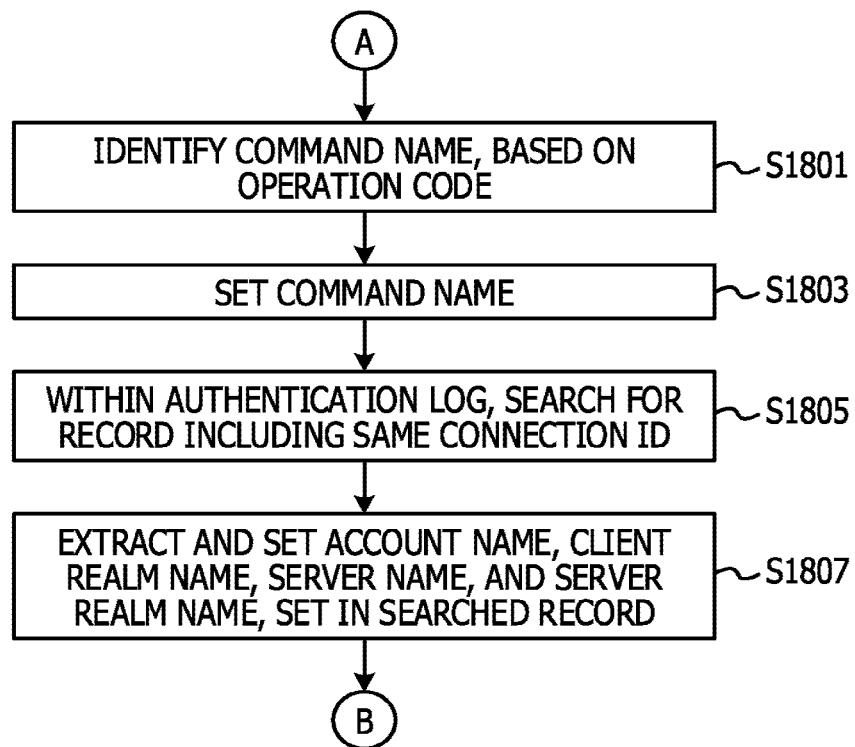 A
IDENTIFY COMMAND NAME, BASED ON
OPERATION CODE
S1801
SET COMMAND NAME
S1803
WITHIN AUTHENTICATION LOG, SEARCH FOR
RECORD INCLUDING SAME CONNECTION ID
S1805
EXTRACT AND SET ACCOUNT NAME, CLIENT
REALM NAME, SERVER NAME, AND SERVER
REALM NAME, SET IN SEARCHED RECORD
S1807
B